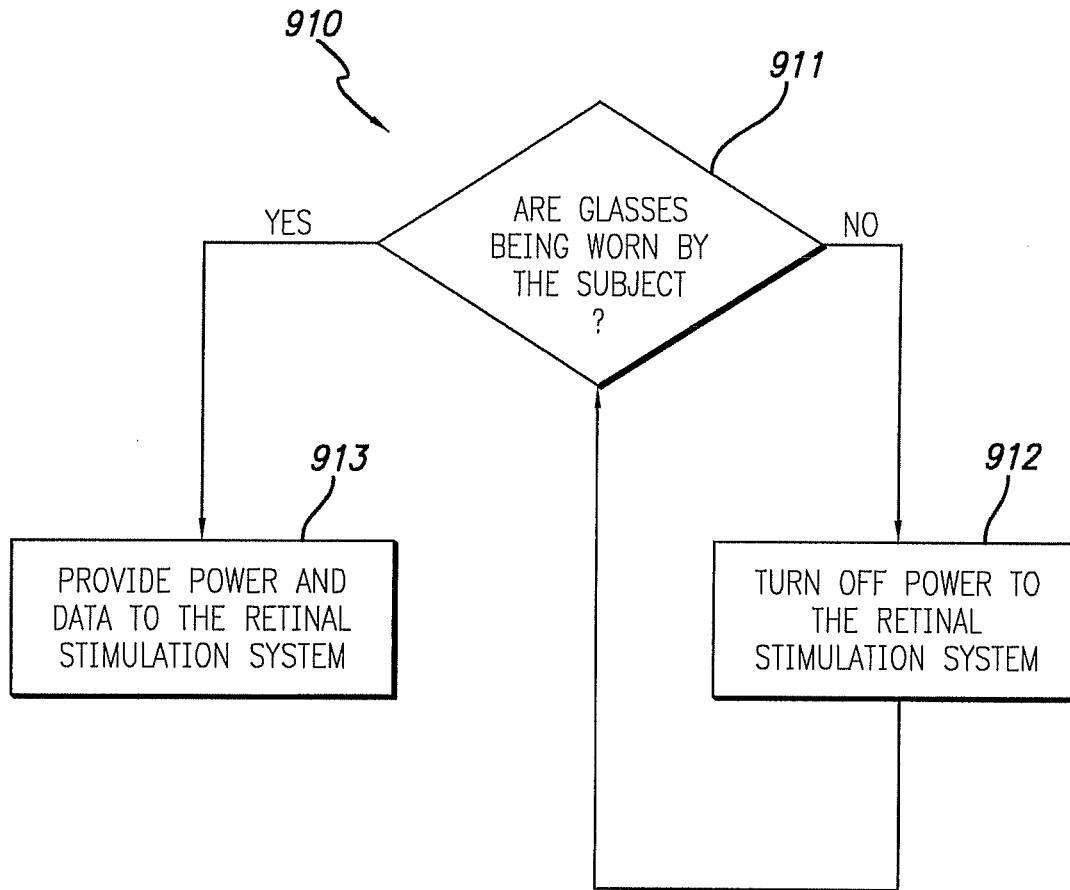 910
911
ARE GLASSES
BEING WORN BY
THE SUBJECT
?
YES
NO
913
PROVIDE POWER AND
DATA TO THE RETINAL
STIMULATION SYSTEM
912
TURN OFF POWER TO
THE RETINAL
STIMULATION SYSTEM